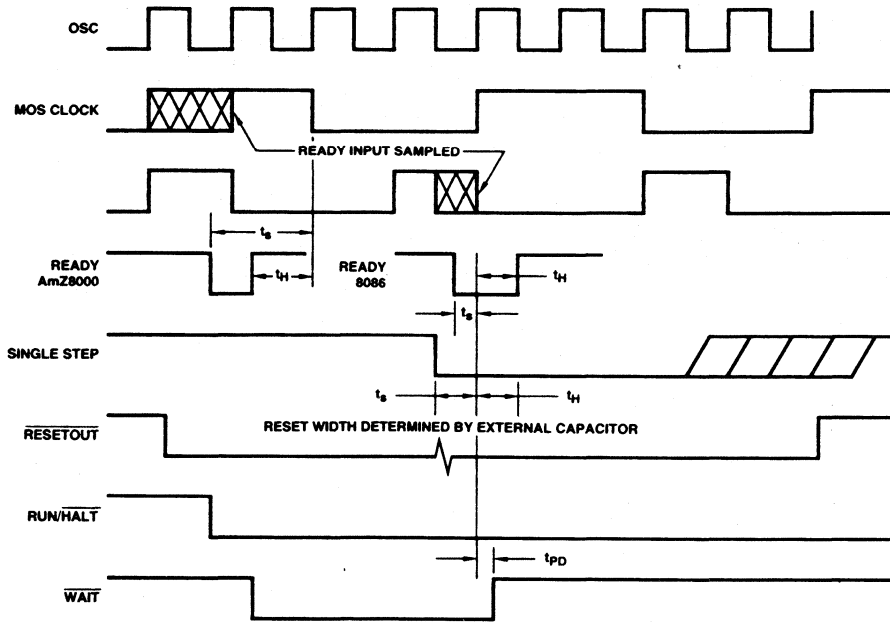 OSC
MOS CLOCK
READY INPUT SAMPLED
ts
READY
AmZ8000
tH
READY
8086
tH
ts
SINGLE STEP
ts
tH
RESETOUT
RESET WIDTH DETERMINED BY EXTERNAL CAPACITOR
RUN/HALT
tPD
WAIT